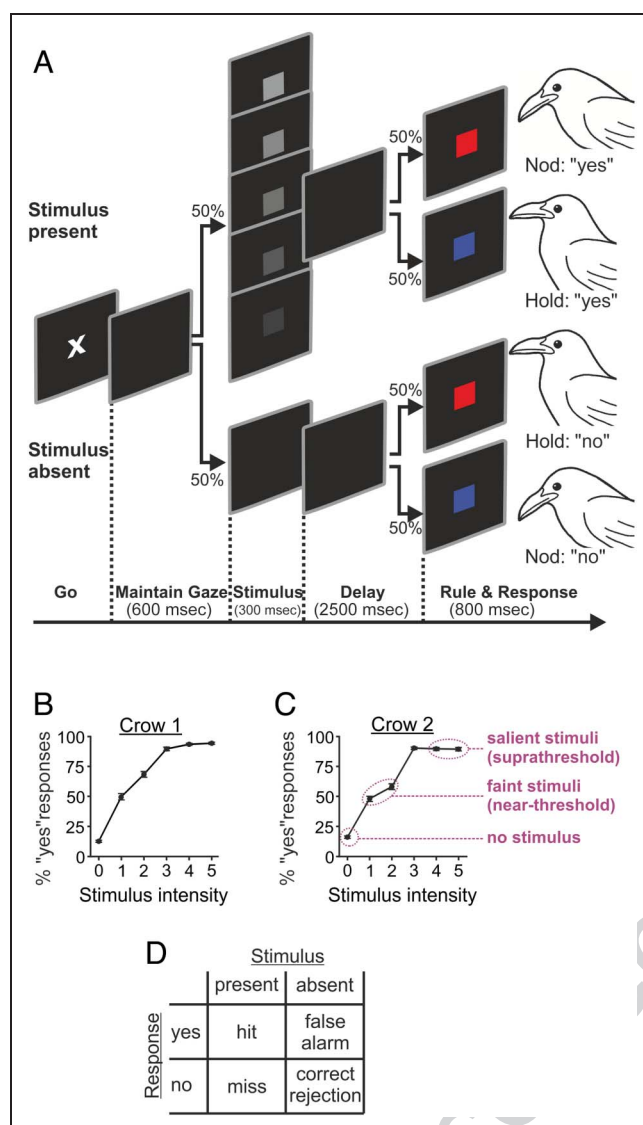 A
50%
50%
Nod: "yes"
Stimulus
present
50%
50%
Hold: "yes"
X
50%
Hold: "no"
Stimulus
absent
50%
50%
Nod: "no"
Go
Maintain Gaze
(600 msec)
Stimulus
(300 msec)
Delay
(2500 msec)
Rule & Response
(800 msec)
B
Crow 1
% "yes"responses
100
75
50
25
0
0 1 2 3 4 5
Stimulus intensity
C
Crow 2
% "yes"responses
100
75
50
25
0
0 1 2 3 4 5
Stimulus intensity
salient stimuli
(suprathreshold)
faint stimuli
(near-threshold)
no stimulus
D
Stimulus
present absent
Response
yes hit false
alarm
no miss correct
rejection